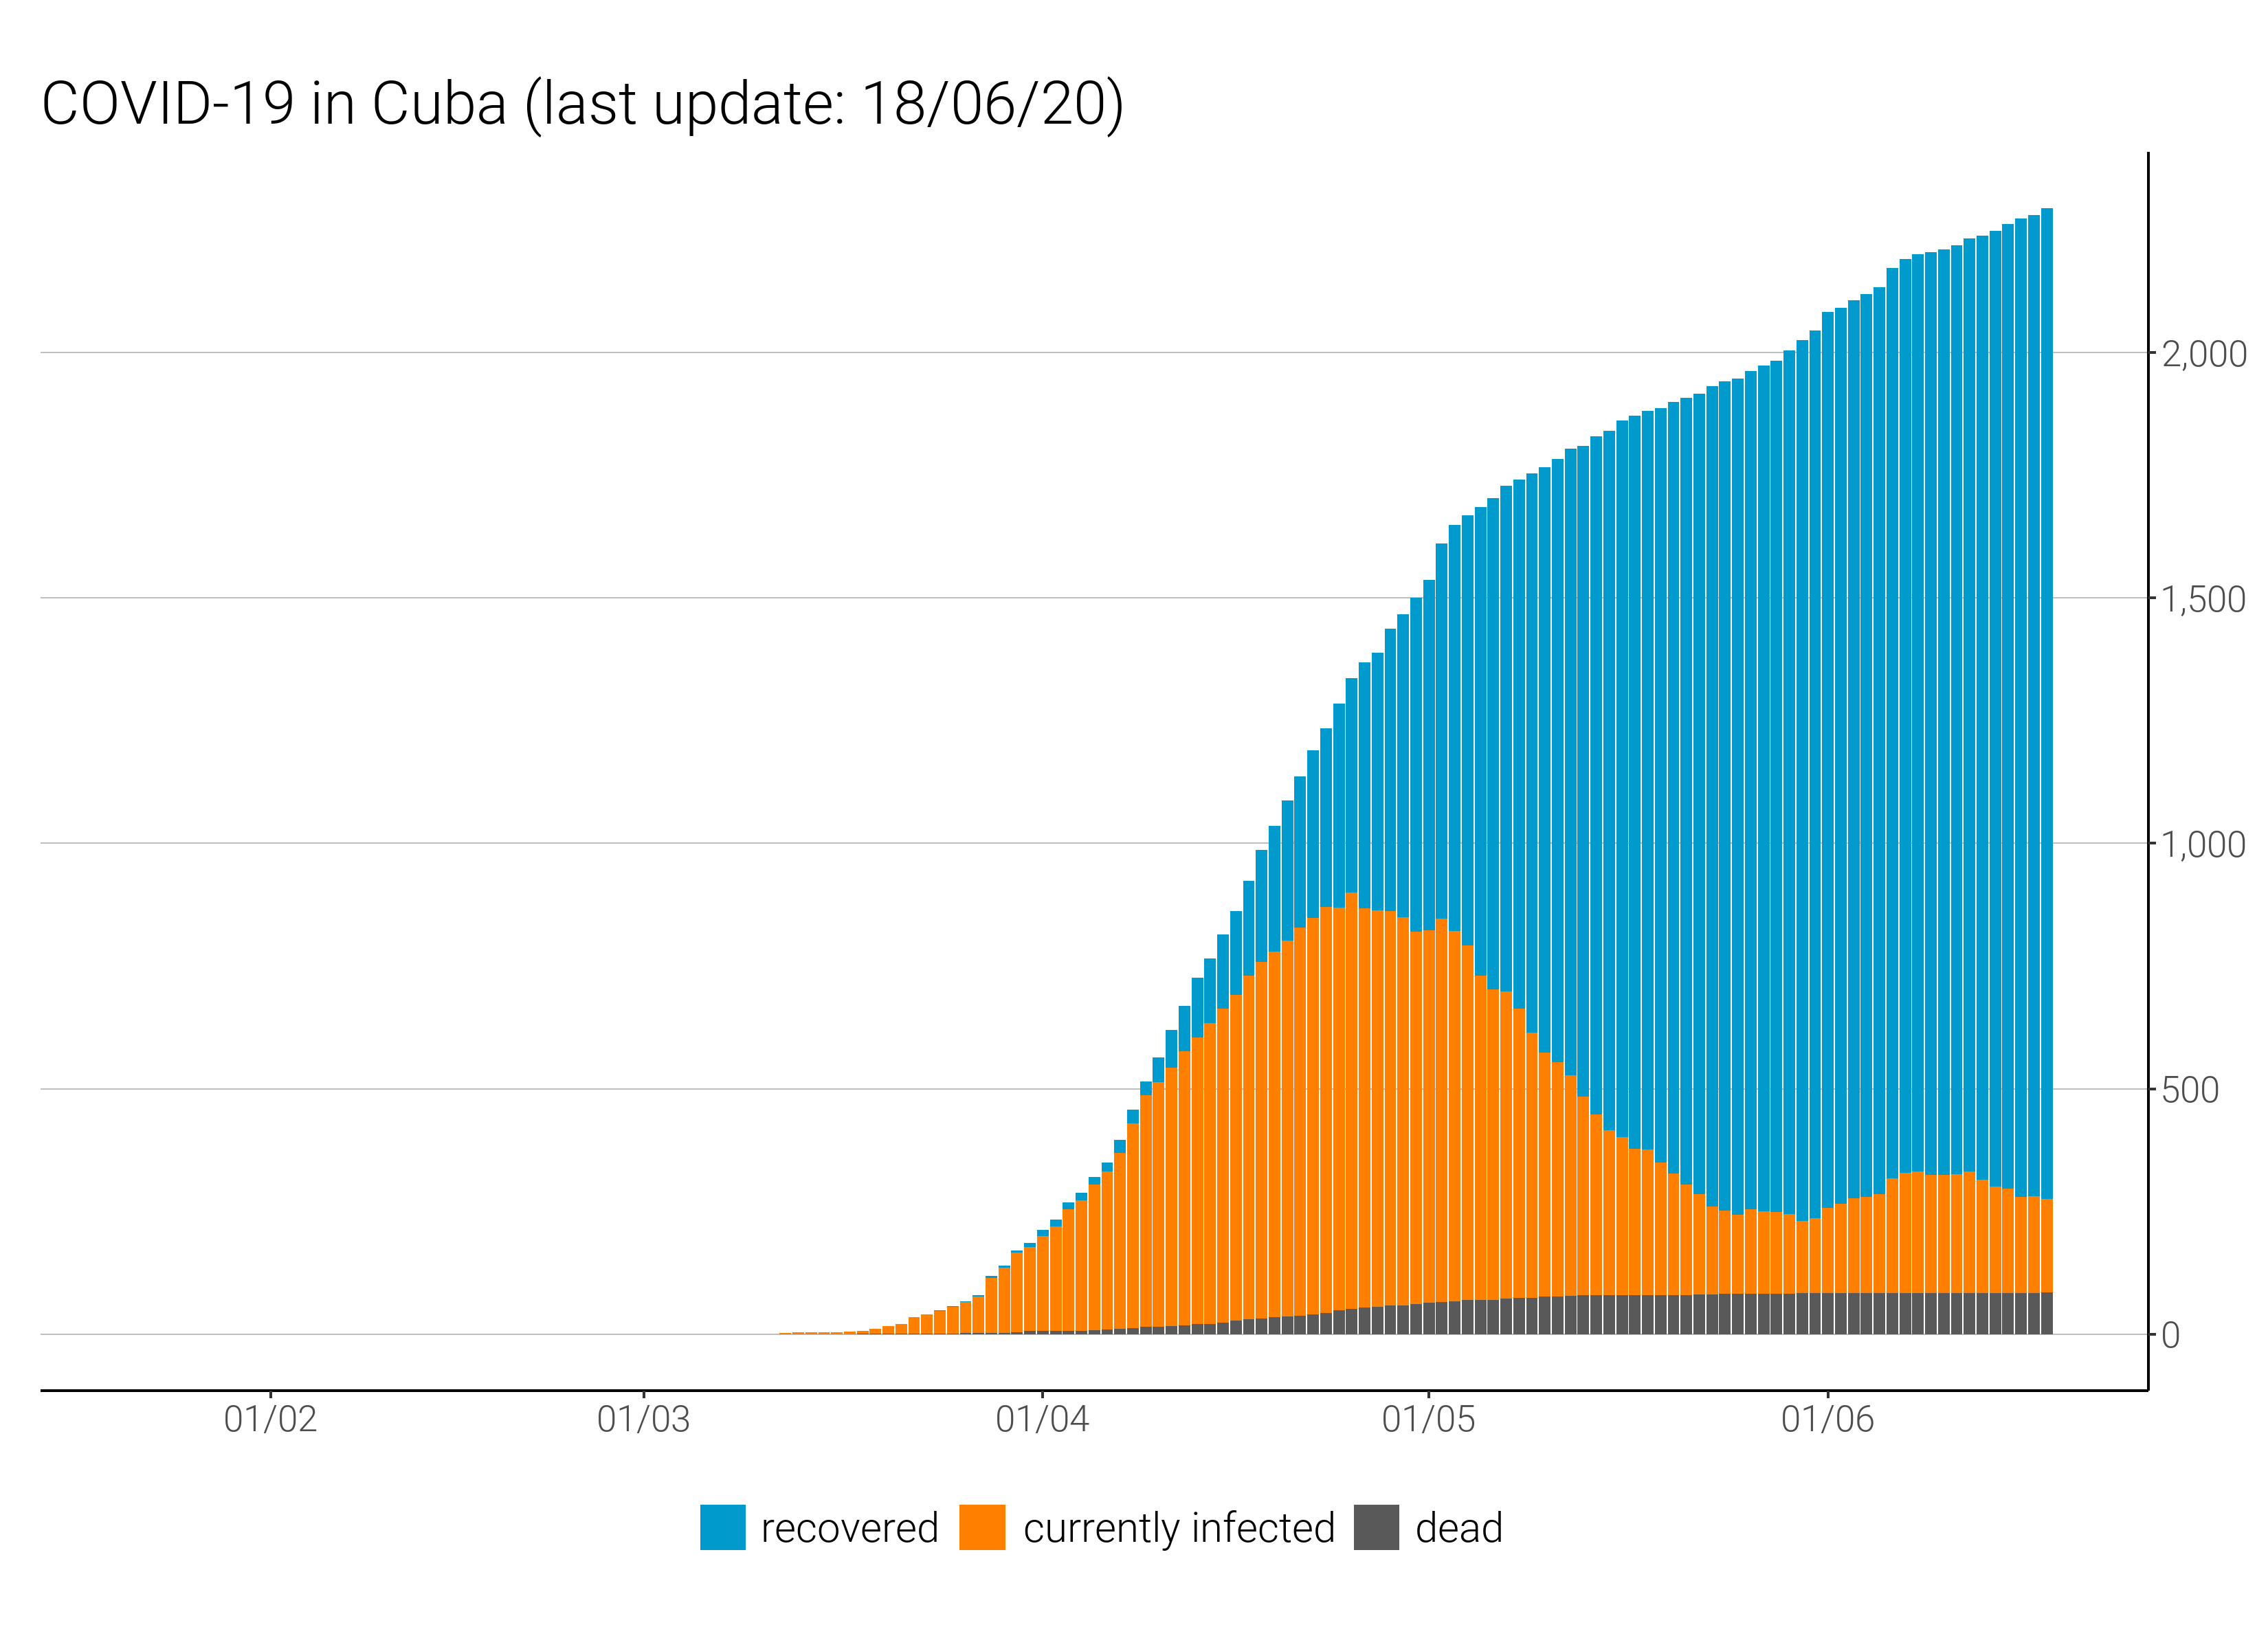 COVID-19 in Cuba (last update: 18/06/20)
2,000
1,500
1,000
500
0
01/02 01/03 01/04 01/05 01/06
recovered currently infected dead